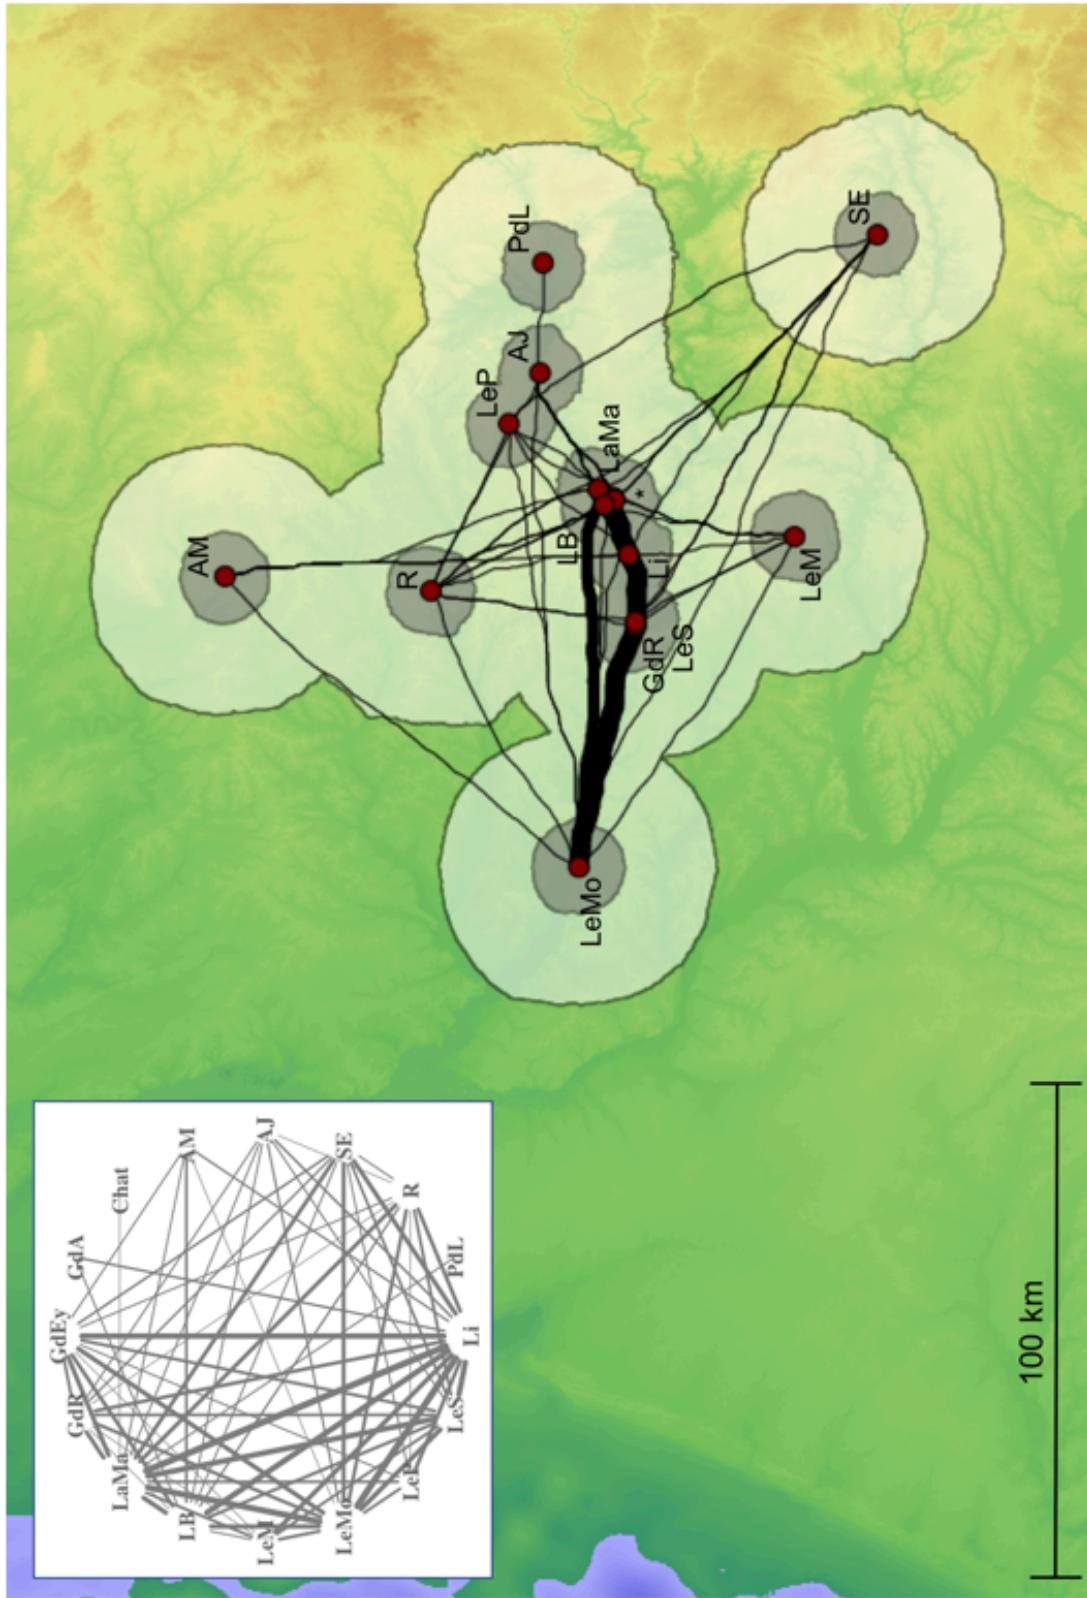 AM
R
LeP
AJ
PdL
LB
LaMa
*
Li
GdR
LeS
LeMo
LeM
SE
100 km
GdEy
GdA
Chat
AM
AJ
SE
R
PdL
Li
LeS
LeP
LeMo
LeM
LB
LaMa
GdR